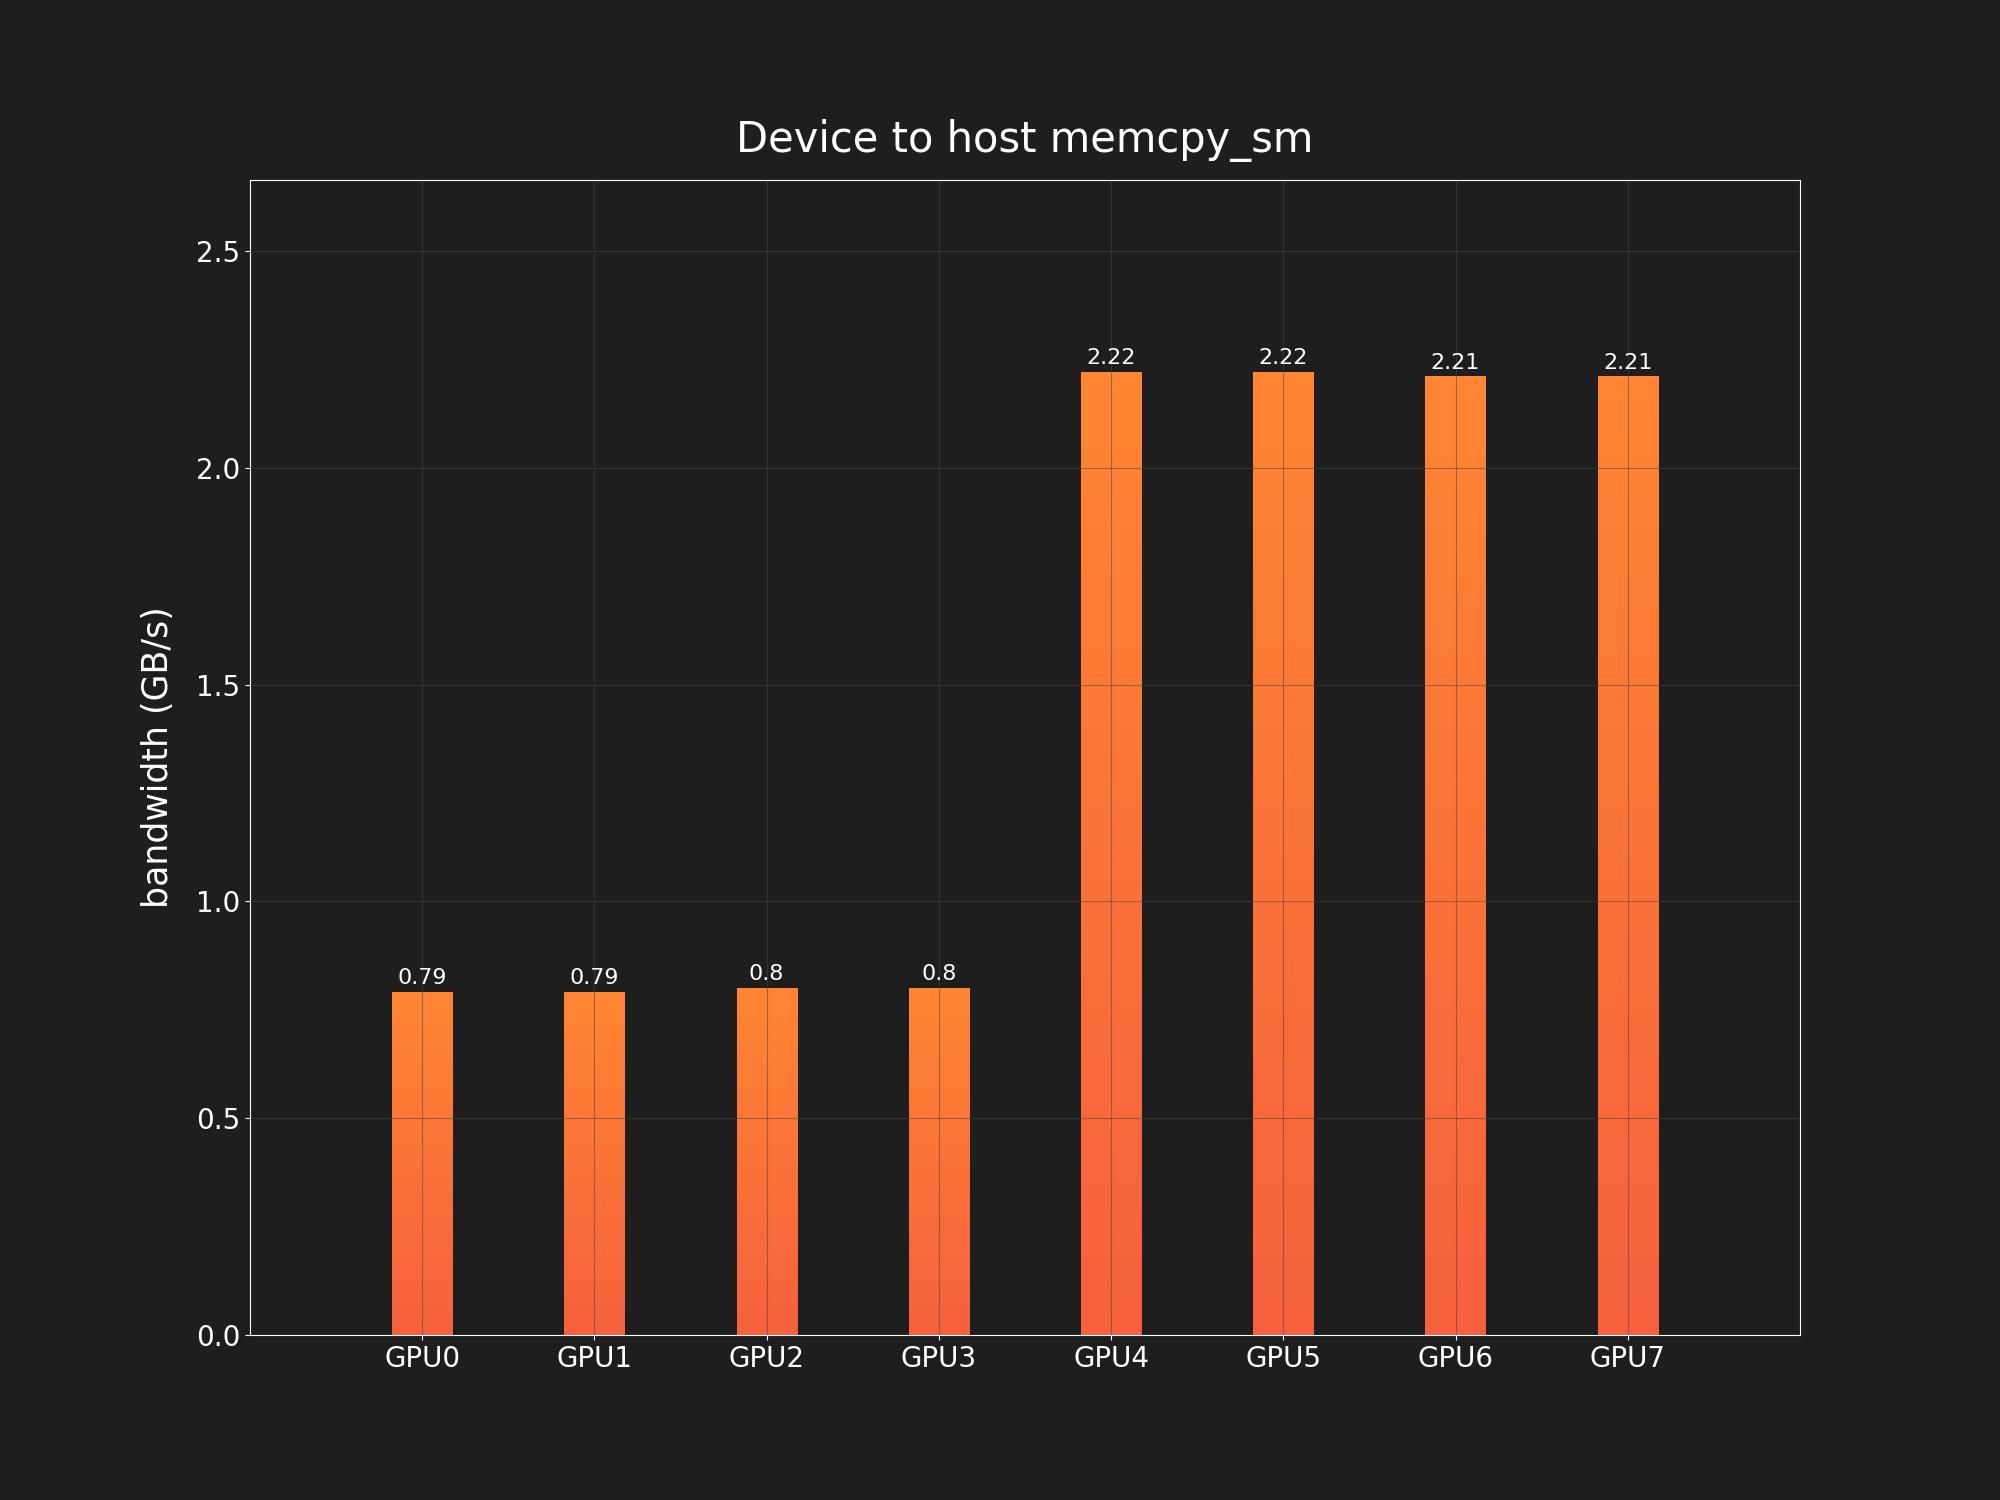 Device to host memcpy_sm
bandwidth (GB/s)
2.5
2.0
1.5
1.0
0.5
0.0
0.79
0.79
0.8
0.8
2.22
2.22
2.21
2.21
GPU0
GPU1
GPU2
GPU3
GPU4
GPU5
GPU6
GPU7